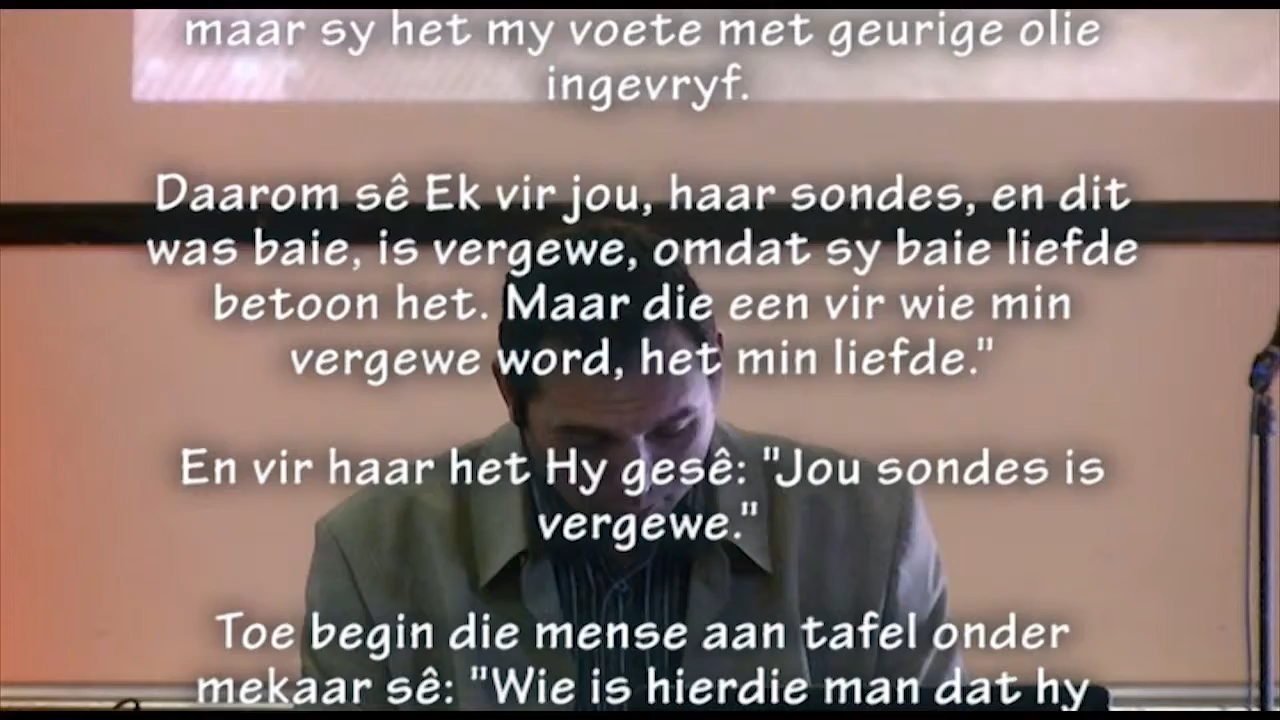 maar sy het my voete met geurige olie
ingevryf.
Daarom sê Ek vir jou, haar sondes, en dit
was baie, is vergewe, omdat sy baie liefde
betoon het. Maar die een vir wie min
vergewe word, het min liefde."
En vir haar het Hy gesê: "Jou sondes is
vergewe."
Toe begin die mense aan tafel onder
mekaar sê: "Wie is hierdie man dat hy